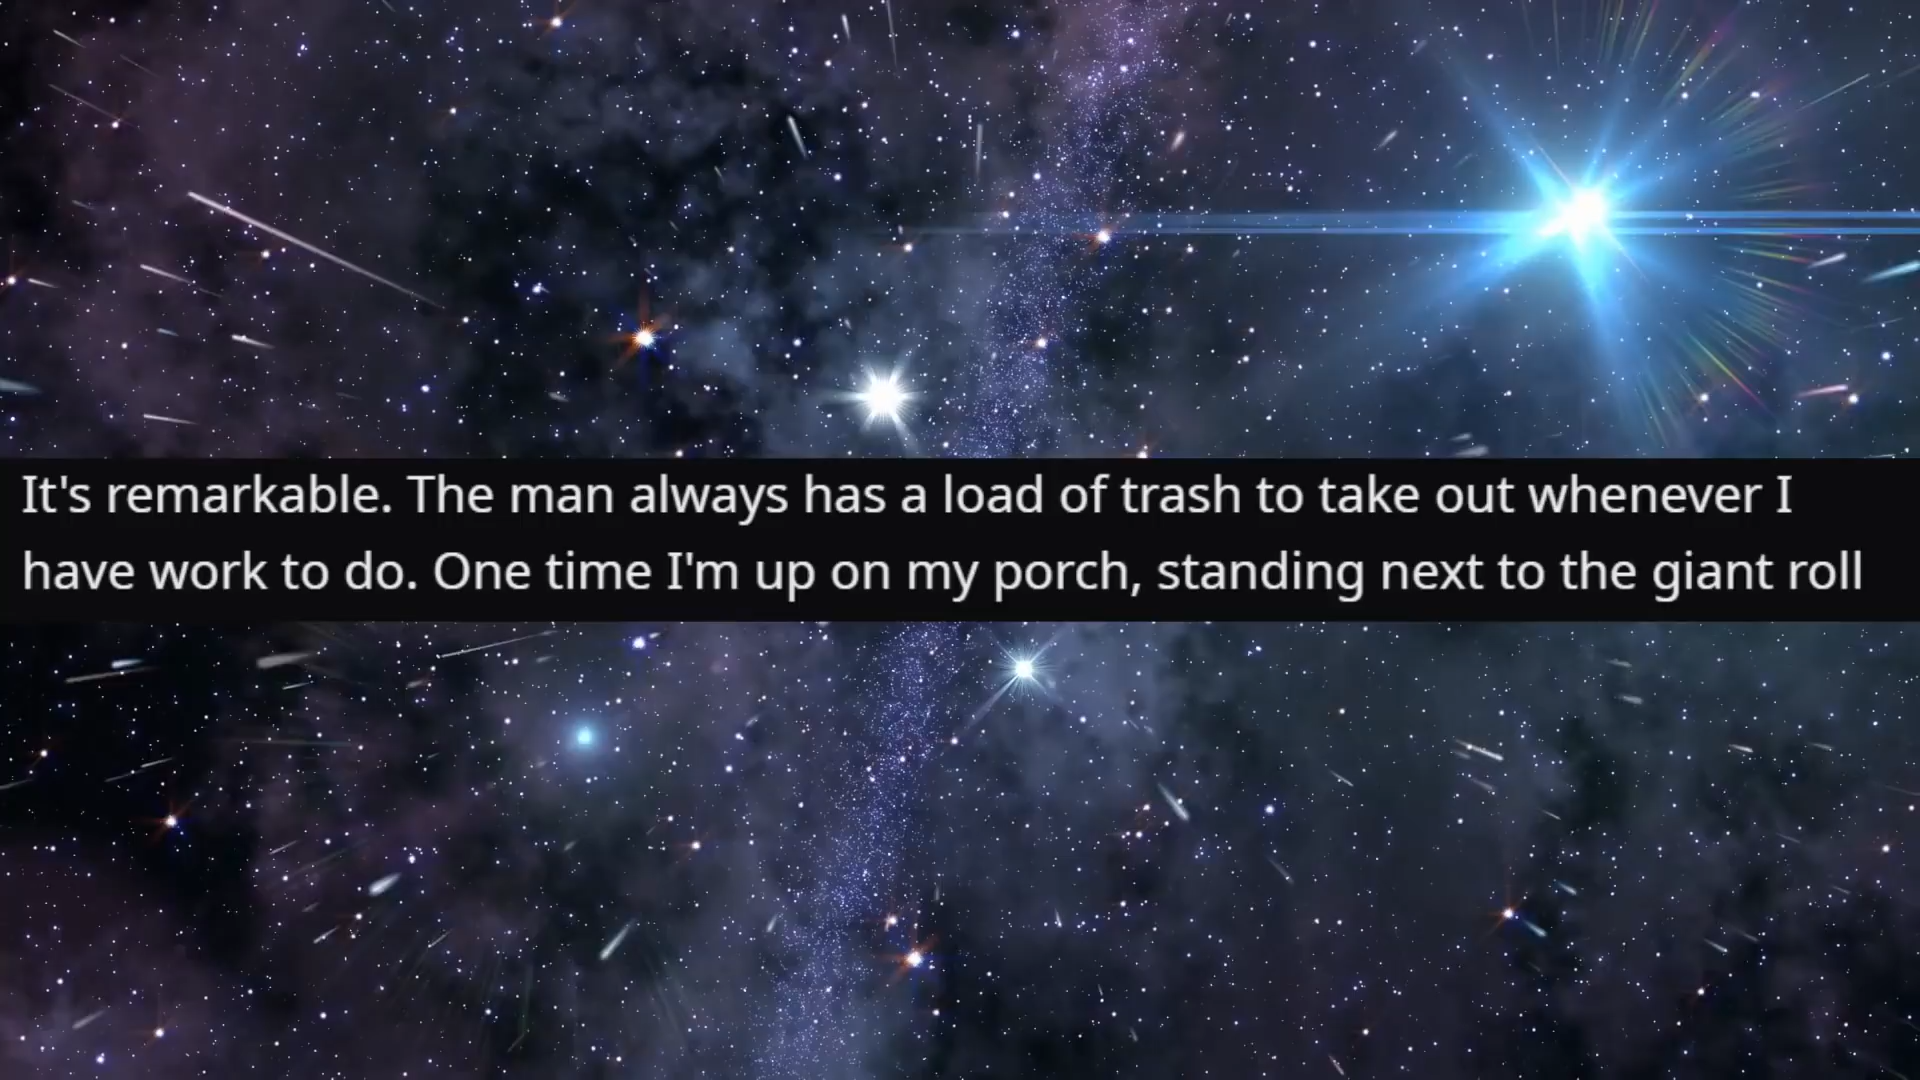 It's remarkable. The man always has a load of trash to take out whenever I
have work to do. One time I'm up on my porch, standing next to the giant roll